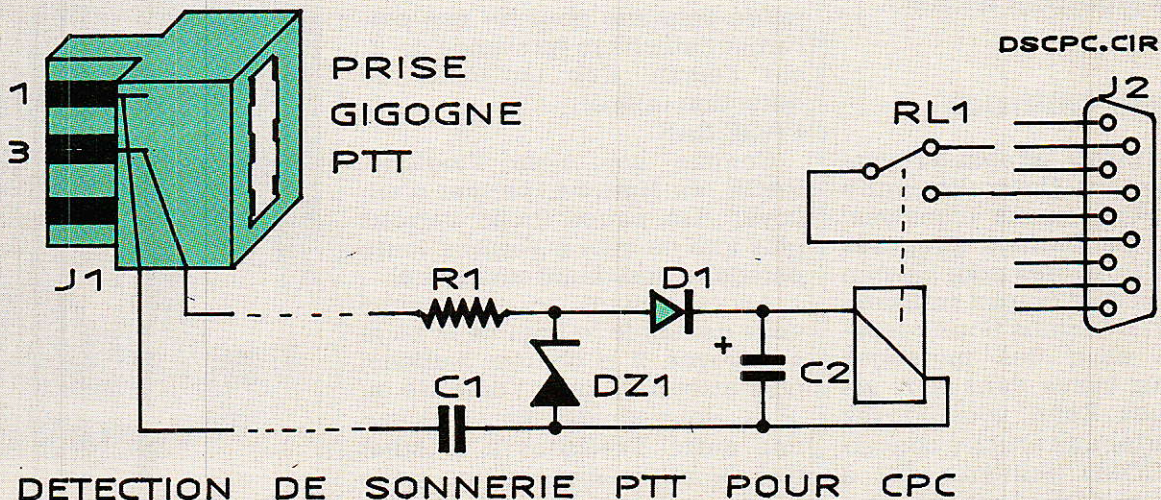 DSCPC.CIR
PRISE
GIGOGNE
PTT
1
3
J1
RL1
J2
R1
D1
+
C1
DZ1
C2
DETECTION DE SONNERIE PTT POUR CPC